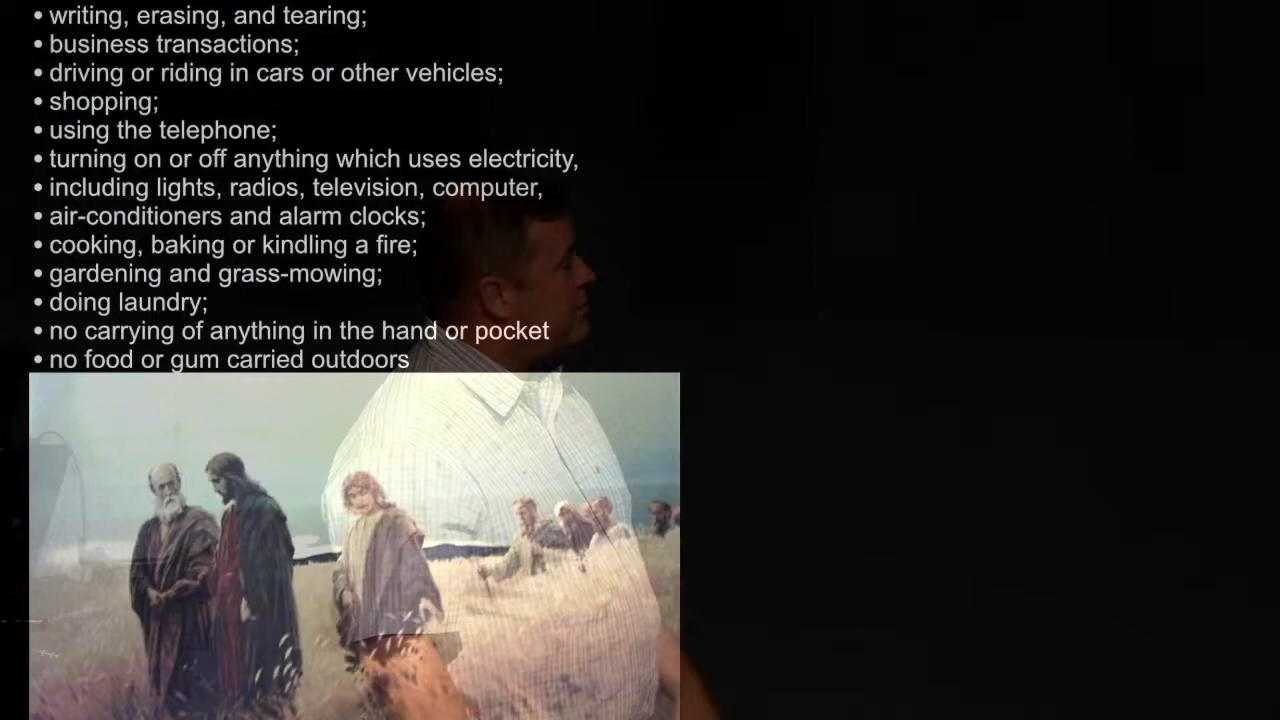 • writing, erasing, and tearing;
• business transactions;
• driving or riding in cars or other vehicles;
• shopping;
• using the telephone;
• turning on or off anything which uses electricity,
• including lights, radios, television, computer,
• air-conditioners and alarm clocks;
• cooking, baking or kindling a fire;
• gardening and grass-mowing;
• doing laundry;
• no carrying of anything in the hand or pocket
• no food or gum carried outdoors